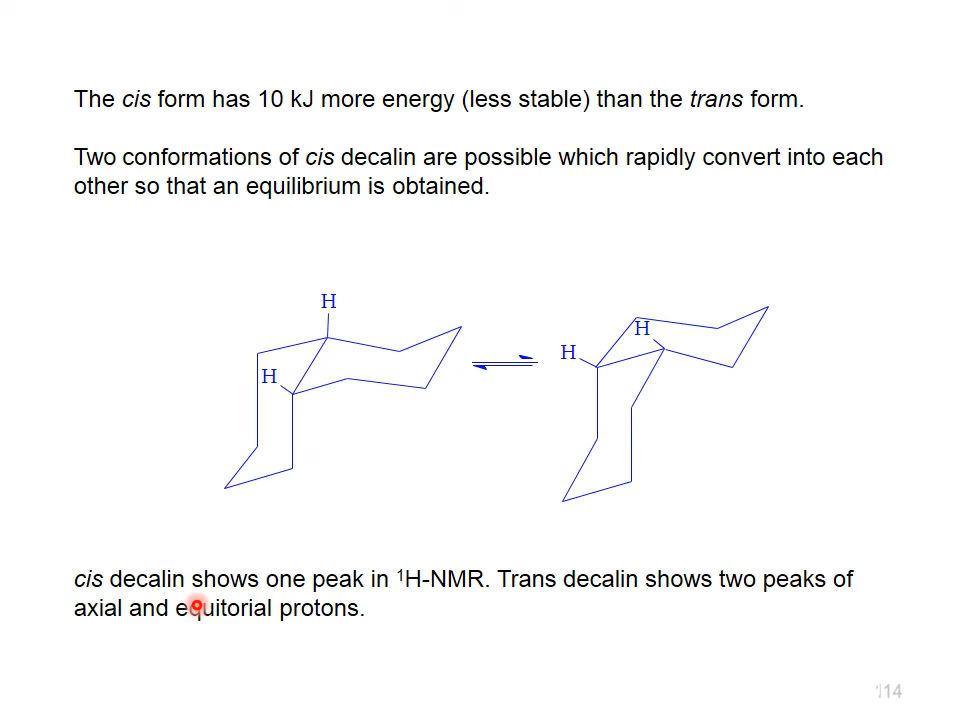 The cis form has 10 kJ more energy (less stable) than the trans form.
Two conformations of cis decalin are possible which rapidly convert into each
other so that an equilibrium is obtained.
H
H
H
H
cis decalin shows one peak in ¹H-NMR. Trans decalin shows two peaks of
axial and equitorial protons.